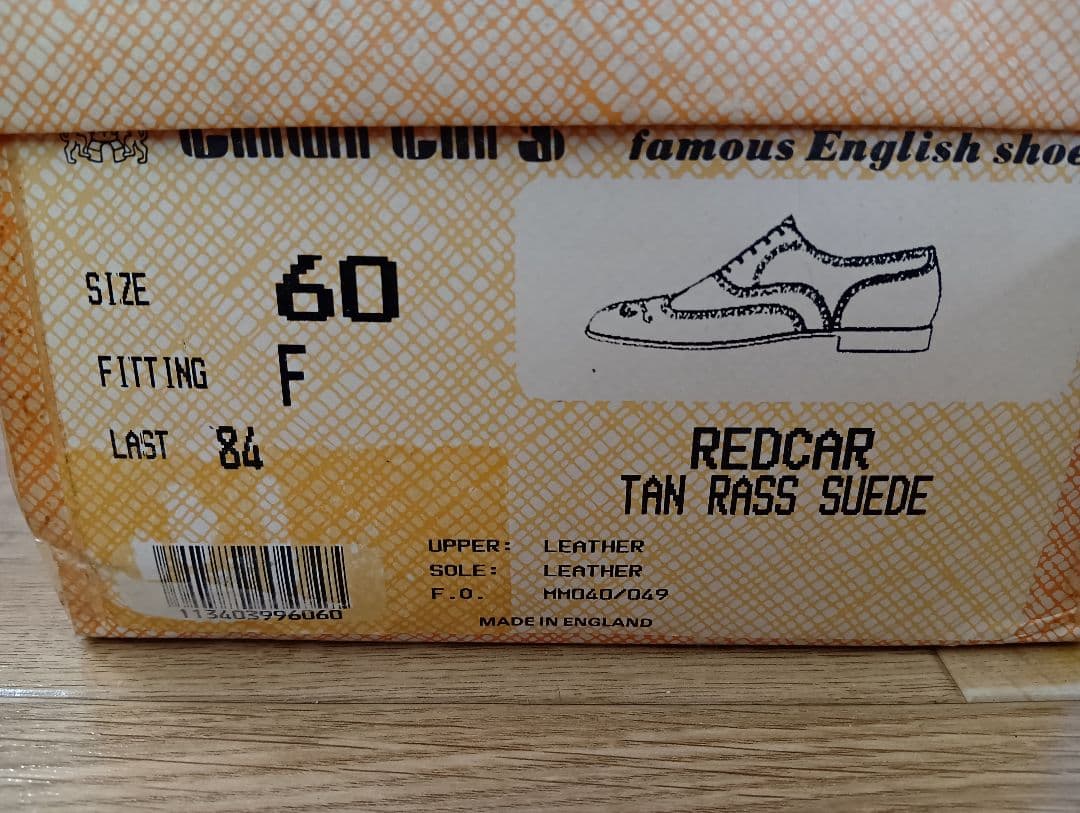 Church's famous English shoe
SIZE 60
FITTING F
LAST 84
REDCAR
TAN RASS SUEDE
UPPER: LEATHER
SOLE: LEATHER
F.O. MM040/049
113403996060
MADE IN ENGLAND